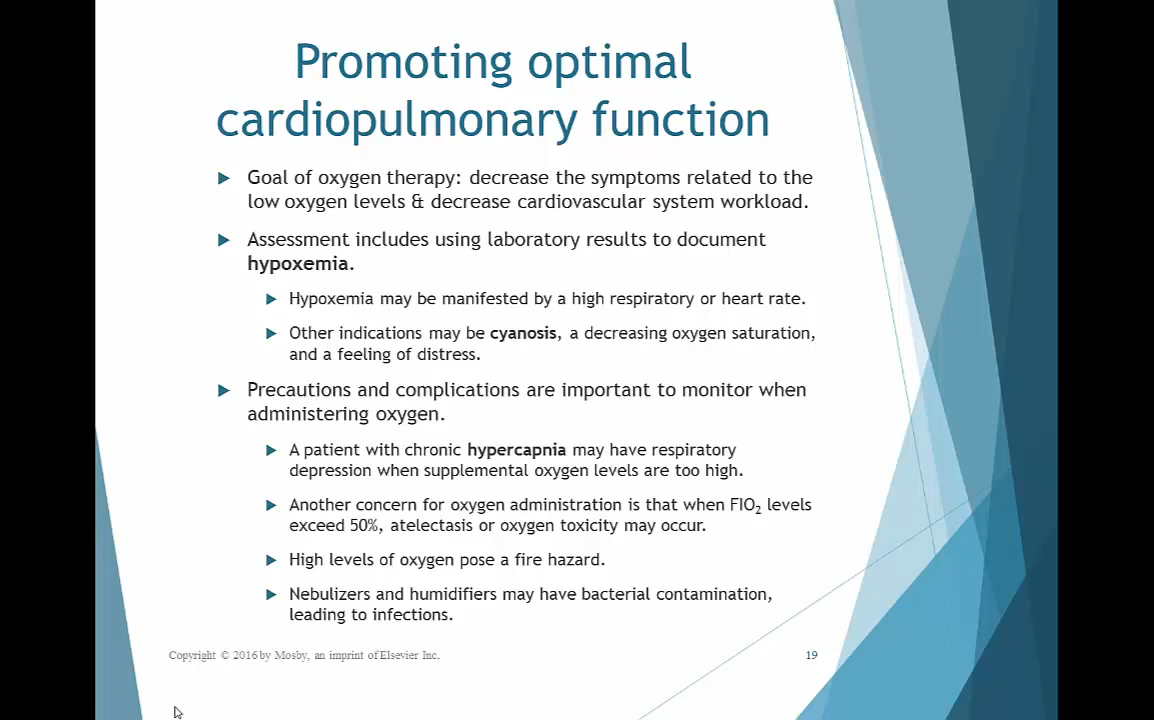 Promoting optimal
cardiopulmonary function
Goal of oxygen therapy: decrease the symptoms related to the
low oxygen levels & decrease cardiovascular system workload.
Assessment includes using laboratory results to document
hypoxemia.
Hypoxemia may be manifested by a high respiratory or heart rate.
Other indications may be cyanosis, a decreasing oxygen saturation,
and a feeling of distress.
Precautions and complications are important to monitor when
administering oxygen.
A patient with chronic hypercapnia may have respiratory
depression when supplemental oxygen levels are too high.
Another concern for oxygen administration is that when FIO₂ levels
exceed 50%, atelectasis or oxygen toxicity may occur.
High levels of oxygen pose a fire hazard.
Nebulizers and humidifiers may have bacterial contamination,
leading to infections.
Copyright © 2016 by Mosby, an imprint of Elsevier Inc.
19